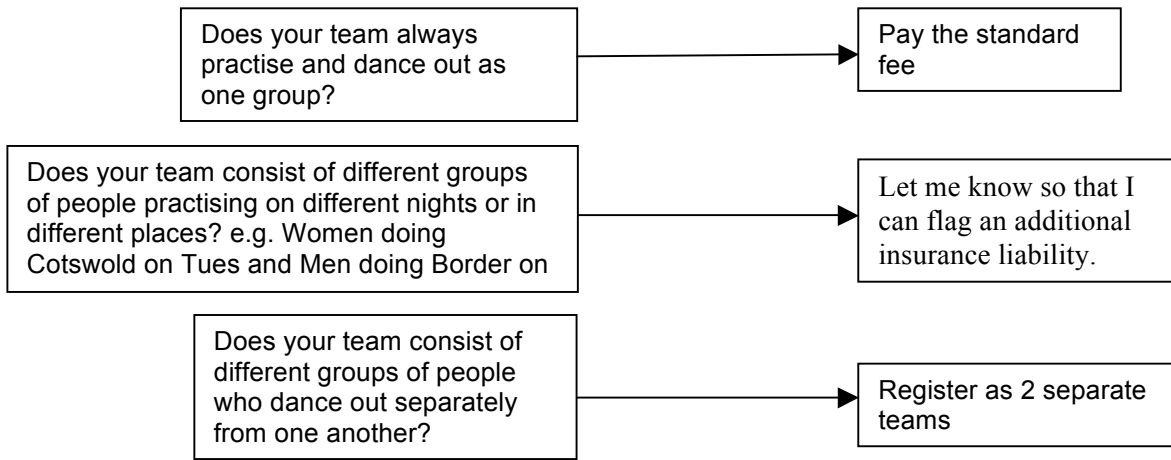 Does your team always
practise and dance out as
one group?
Pay the standard
fee
Does your team consist of different groups
of people practising on different nights or in
different places? e.g. Women doing
Cotswold on Tues and Men doing Border on
Let me know so that I
can flag an additional
insurance liability.
Does your team consist of
different groups of people
who dance out separately
from one another?
Register as 2 separate
teams